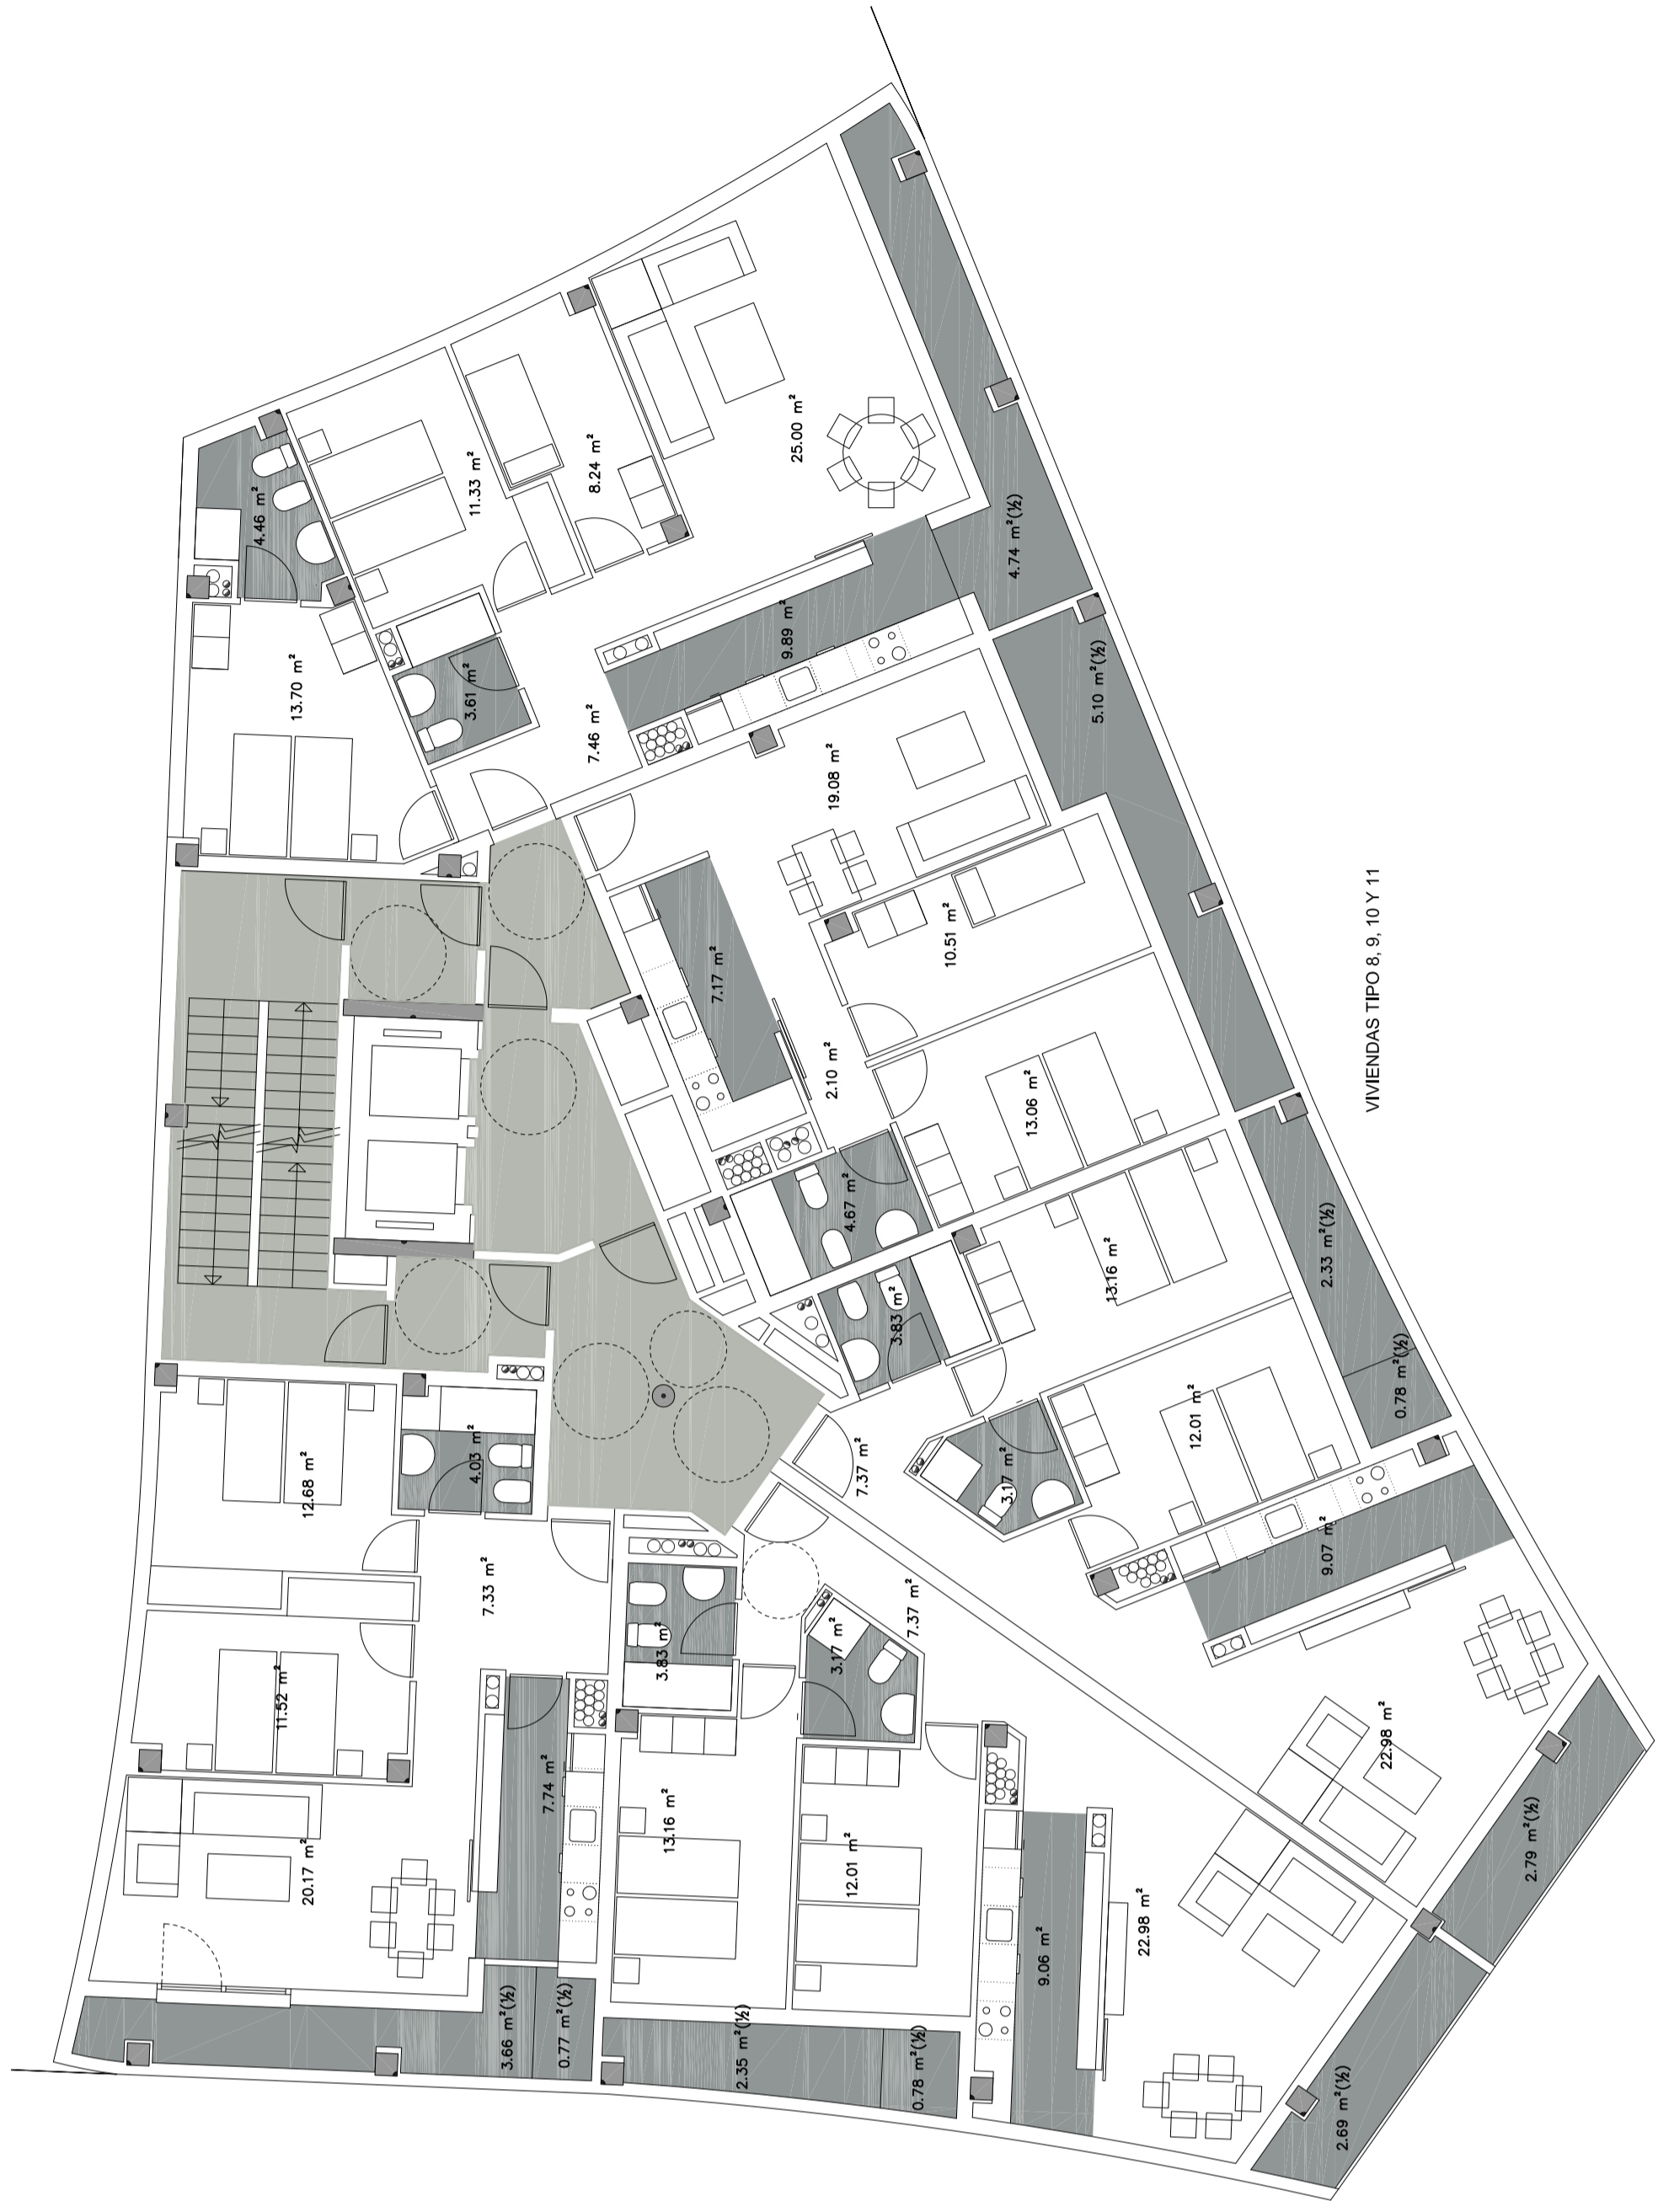 4.46 m²
11.33 m²
8.24 m²
25.00 m²
4.74 m²(½)
13.70 m²
3.61 m²
7.46 m²
9.89 m²
5.10 m²(½)
19.08 m²
10.51 m²
7.17 m²
2.10 m²
13.06 m²
4.67 m²
13.16 m²
3.83 m²
2.33 m²(½)
0.78 m²(½)
12.01 m²
3.17 m²
7.37 m²
9.07 m²
22.98 m²
2.79 m²(½)
12.68 m²
4.03 m²
7.33 m²
11.52 m²
20.17 m²
7.74 m²
3.66 m²(½)
0.77 m²(½)
3.83 m²
3.17 m²
7.37 m²
13.16 m²
12.01 m²
2.35 m²(½)
0.78 m²(½)
9.06 m²
22.98 m²
2.69 m²(½)
VIVIENDAS TIPO 8, 9, 10 Y 11